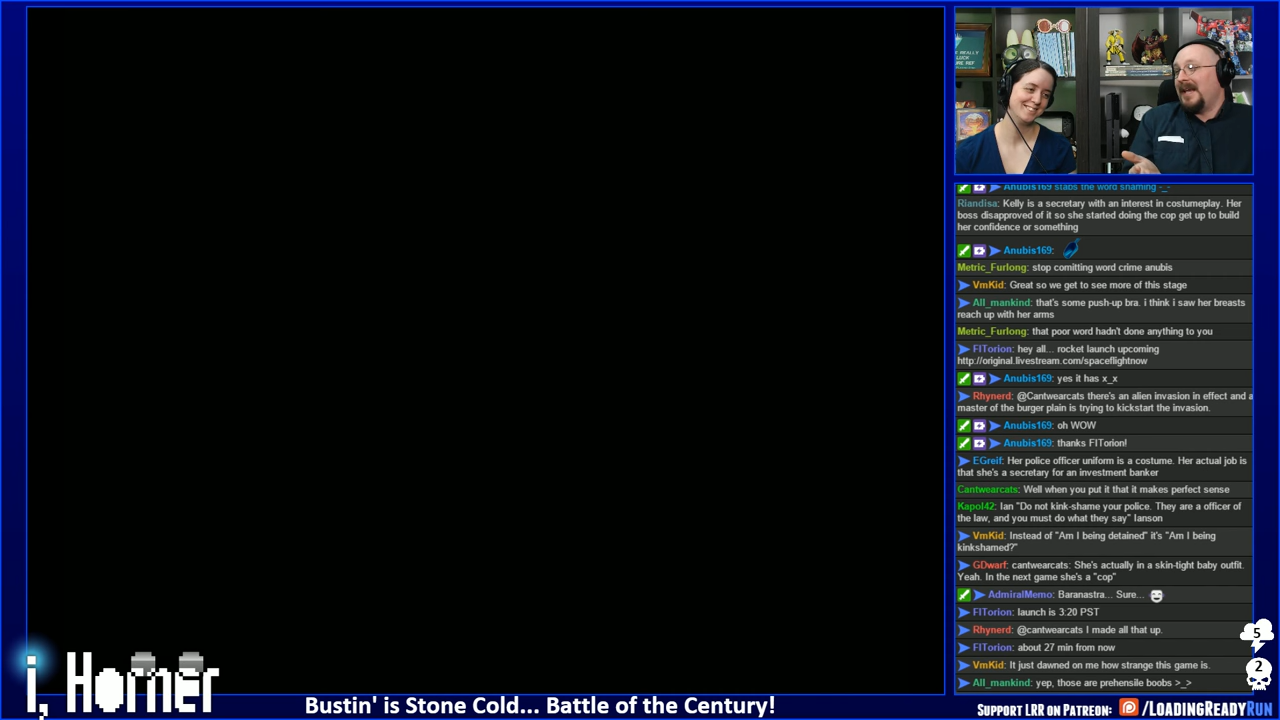 Anubis169 stabs the word shaming -_-
Riandisa: Kelly is a secretary with an interest in costumeplay. Her
boss disapproved of it so she started doing the cop get up to build
her confidence or something
Anubis169:
Metric_Furlong: stop comitting word crime anubis
VmKid: Great so we get to see more of this stage
All_mankind: that's some push-up bra. i think i saw her breasts
reach up with her arms
Metric_Furlong: that poor word hadn't done anything to you
FITorion: hey all... rocket launch upcoming
http://original.livestream.com/spaceflightnow
Anubis169: yes it has x_x
Rhynerd: @Cantwearcats there's an alien invasion in effect and a
master of the burger plain is trying to kickstart the invasion.
Anubis169: oh WOW
Anubis169: thanks FITorion!
EGreif: Her police officer uniform is a costume. Her actual job is
that she's a secretary for an investment banker
Cantwearcats: Well when you put it that it makes perfect sense
Kapol42: Ian "Do not kink-shame your police. They are a officer of
the law, and you must do what they say" Ianson
VmKid: Instead of "Am I being detained" it's "Am I being
kinkshamed?"
GDwarf: cantwearcats: She's actually in a skin-tight baby outfit.
Yeah. In the next game she's a "cop"
AdmiralMemo: Baranastra... Sure...
FITorion: launch is 3:20 PST
Rhynerd: @cantwearcats I made all that up.
FITorion: about 27 min from now
VmKid: It just dawned on me how strange this game is.
All_mankind: yep, those are prehensile boobs >_>
5
2
i, Horner
Bustin' is Stone Cold... Battle of the Century!
Support LRR on Patreon: /LoadingReadyRun